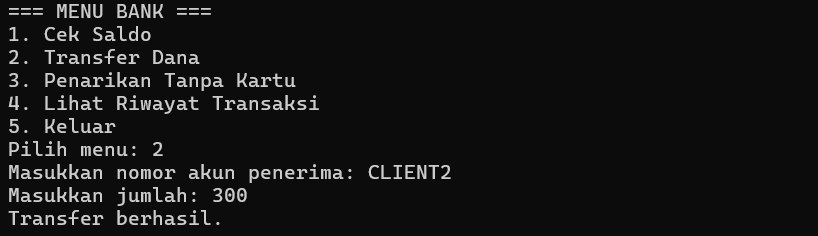 === MENU BANK ===
1. Cek Saldo
2. Transfer Dana
3. Penarikan Tanpa Kartu
4. Lihat Riwayat Transaksi
5. Keluar
Pilih menu: 2
Masukkan nomor akun penerima: CLIENT2
Masukkan jumlah: 300
Transfer berhasil.